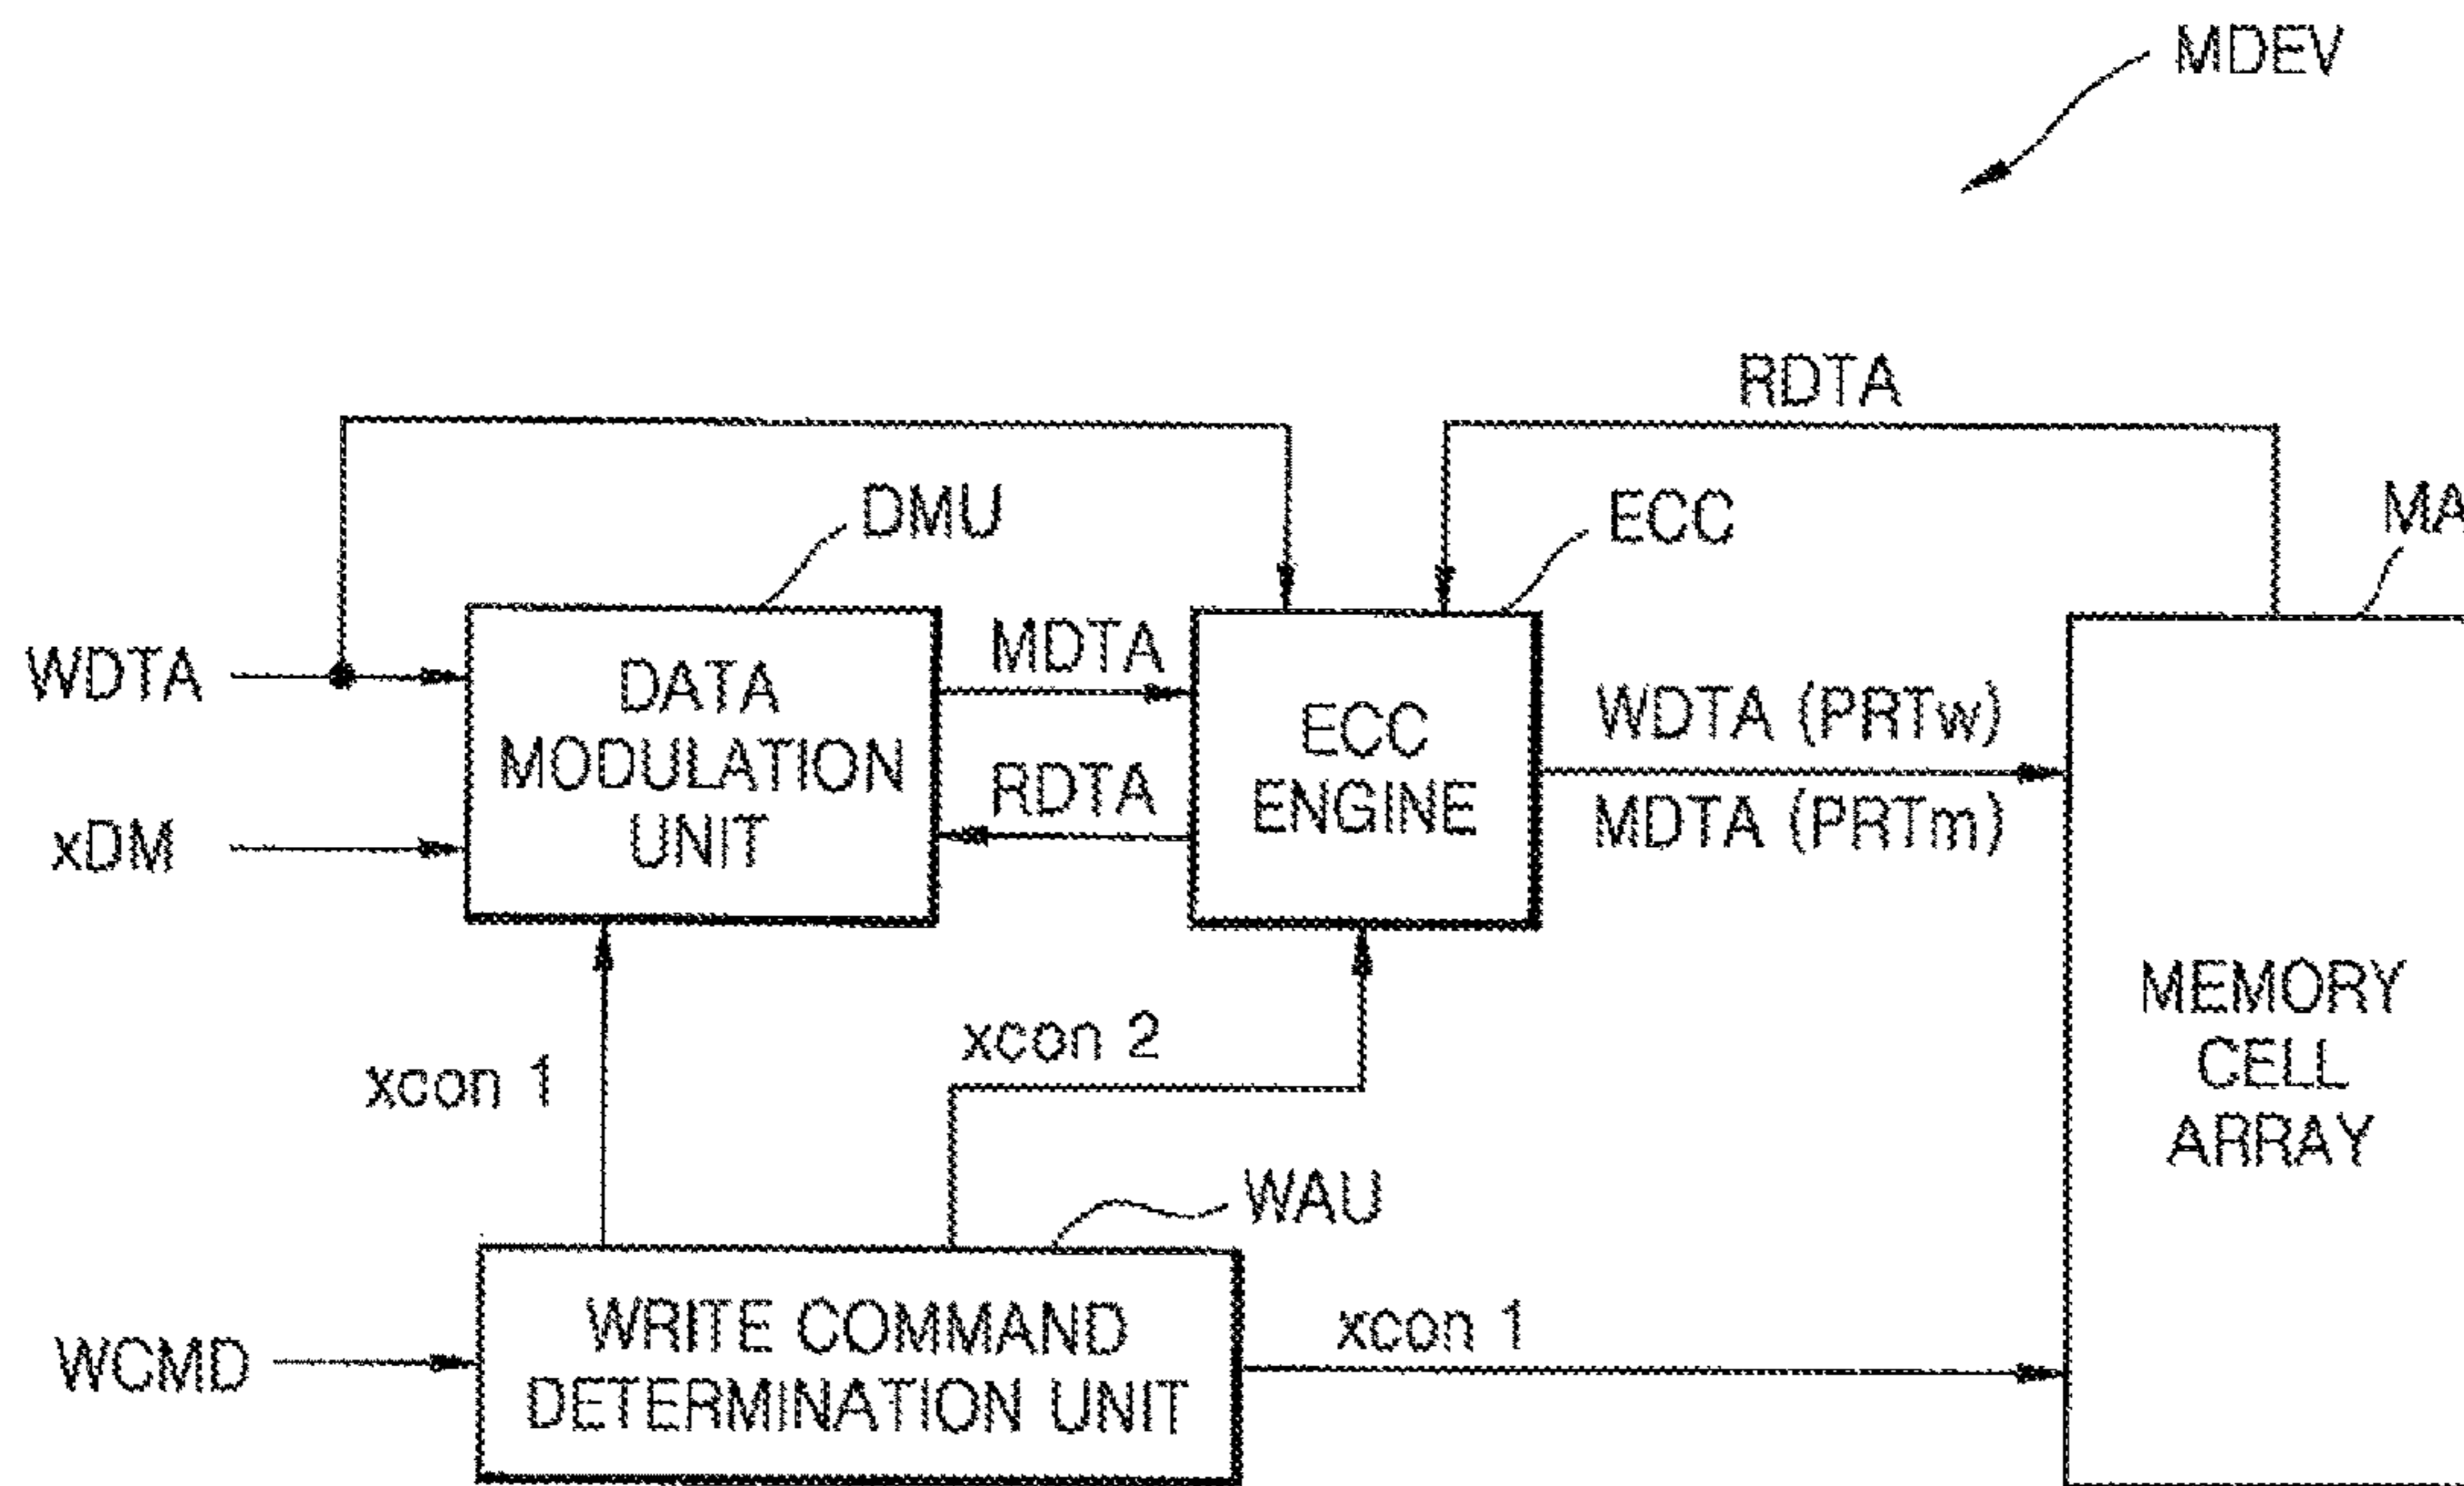 MDEV
RDTA
DMU
ECC
MA
WDTA
DATA
MODULATION
UNIT
MDTA
RDTA
ECC
ENGINE
WDTA (PRTw)
MDTA (PRTm)
xDM
MEMORY
CELL
ARRAY
xcon 1
xcon 2
WAU
WCMD
WRITE COMMAND
DETERMINATION UNIT
xcon 1